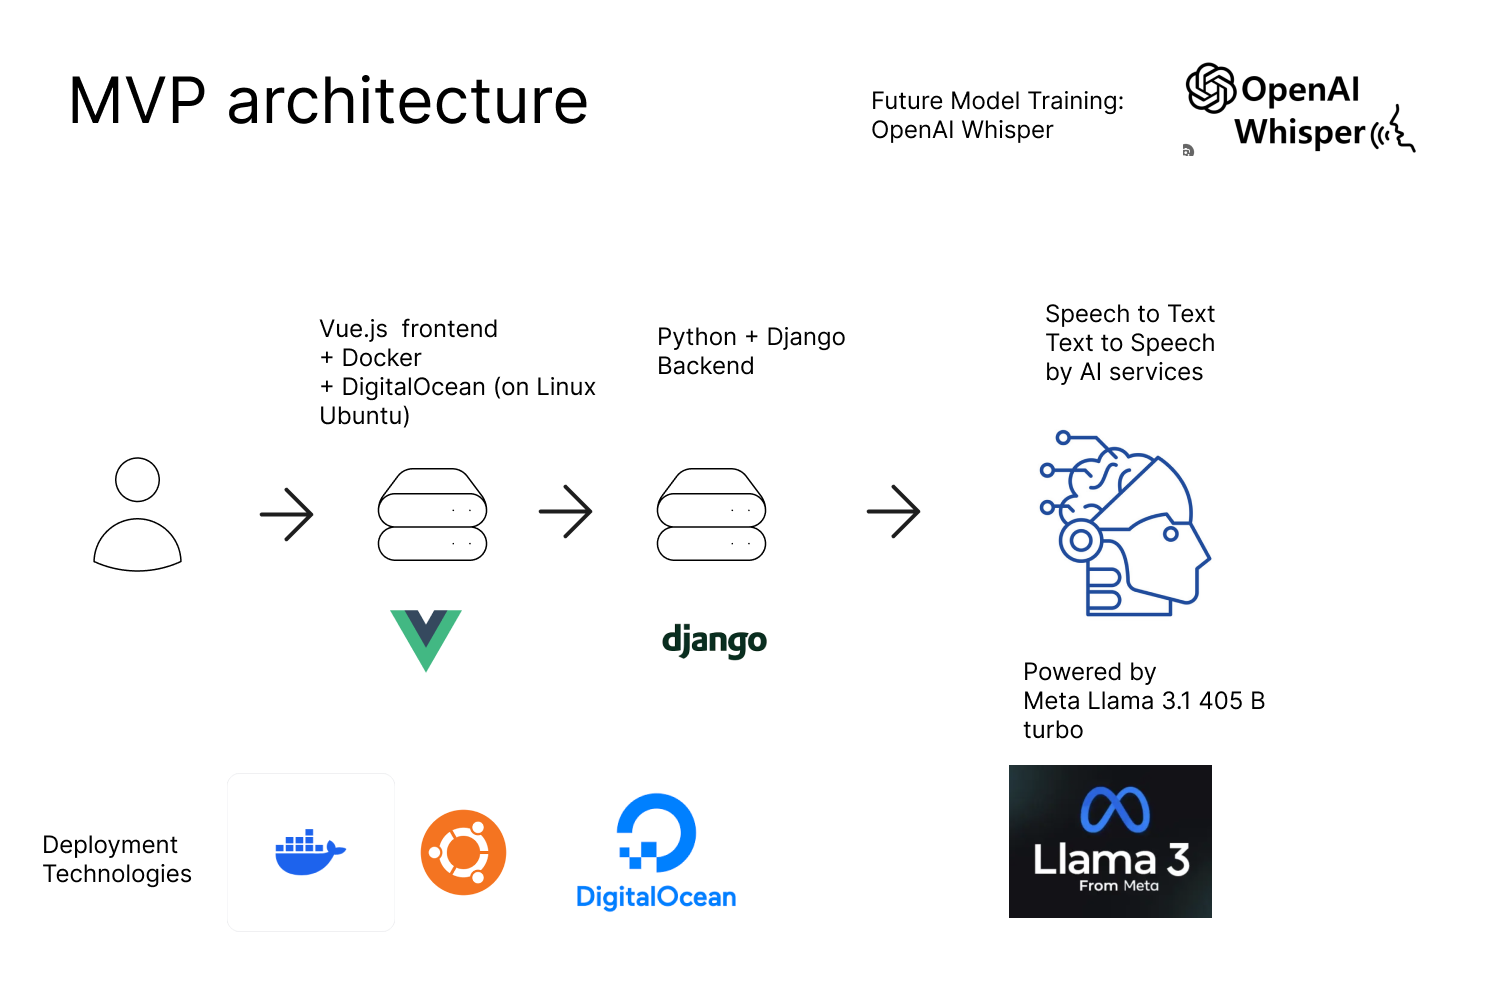 MVP architecture
Future Model Training:
OpenAI Whisper
OpenAI
Whisper
Vue.js  frontend
+ Docker
+ DigitalOcean (on Linux
Ubuntu)
Python + Django
Backend
Speech to Text
Text to Speech
by AI services
django
Powered by
Meta Llama 3.1 405 B
turbo
Deployment
Technologies
DigitalOcean
Llama 3
From Meta